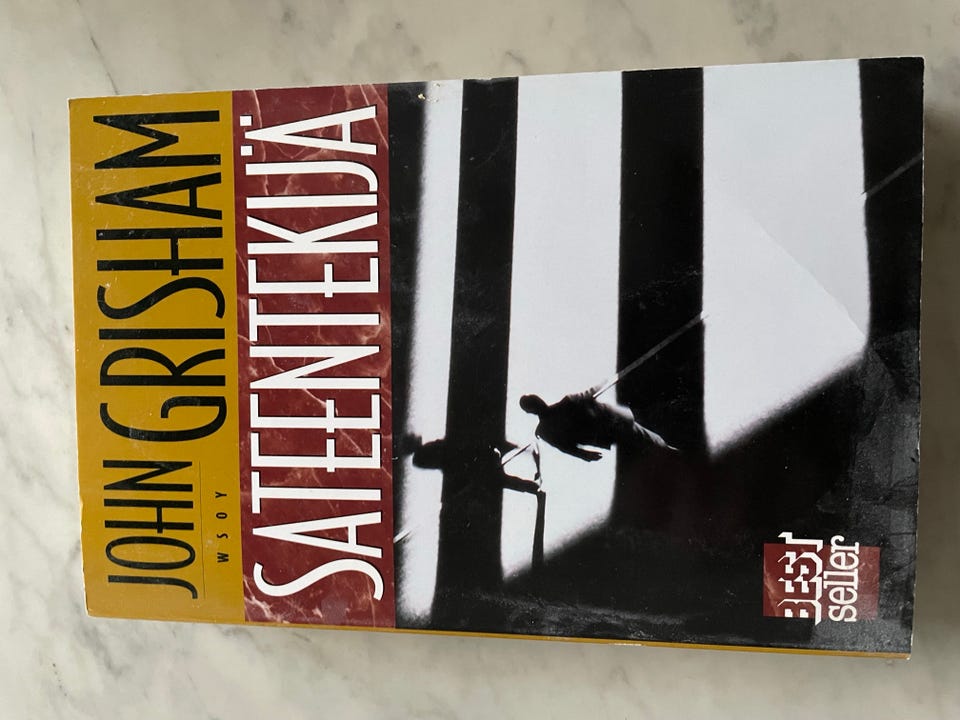 JOHN GRISHAM
WSOY
SATEENTEKIJÄ
BEST
seller